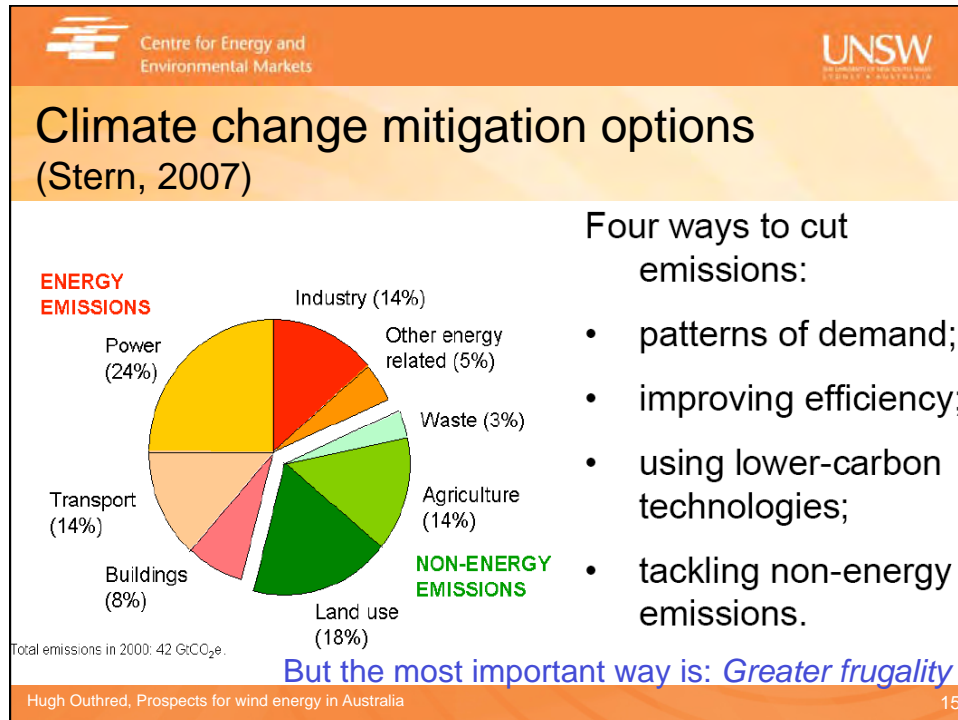 Centre for Energy and
Environmental Markets
UNSW
Climate change mitigation options
(Stern, 2007)
ENERGY
EMISSIONS
Industry (14%)
Other energy
related (5%)
Power
(24%)
Waste (3%)
Transport
(14%)
Agriculture
(14%)
NON-ENERGY
EMISSIONS
Buildings
(8%)
Land use
(18%)
Total emissions in 2000: 42 GtCO₂e.
Four ways to cut
emissions:
• patterns of demand;
• improving efficiency;
• using lower-carbon
technologies;
• tackling non-energy
emissions.
But the most important way is: Greater frugality
Hugh Outhred, Prospects for wind energy in Australia
15